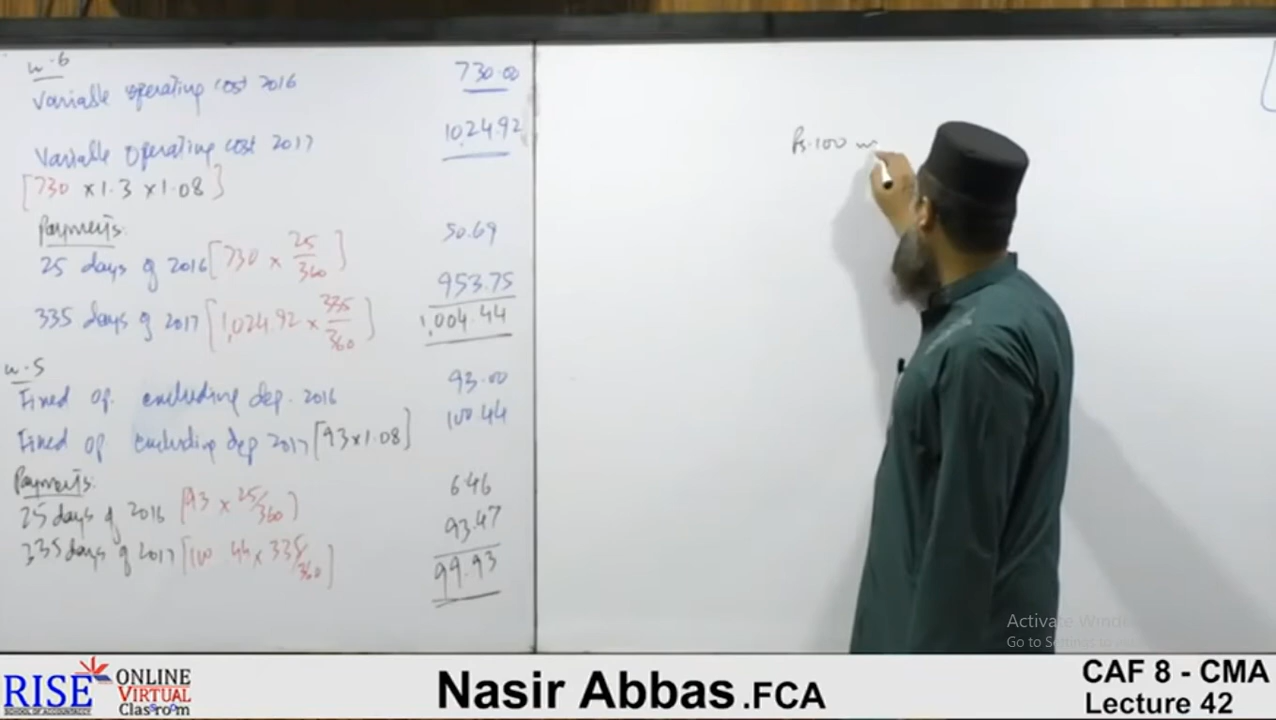 w-6
Variable operating cost 2016 730.00
Variable operating cost 2017 1024.92
[730 x 1.3 x 1.08]
Payments:
25 days of 2016 [730 x 25/360] 50.69
335 days of 2017 [1,024.92 x 335/360] 953.75
1,004.44
w-5
Fixed op. excluding dep. 2016 93.00
Fixed op excluding dep 2017 [93x1.08] 100.44
Payments:
25 days of 2016 [93 x 25/360] 6.46
335 days of 2017 [100.44 x 335/360] 93.47
99.93
Rs.100
Activate Windows
Go to Settings to
RISE ONLINE VIRTUAL Classroom
SCHOOL OF ACCOUNTANCY
Nasir Abbas .FCA
CAF 8 - CMA
Lecture 42